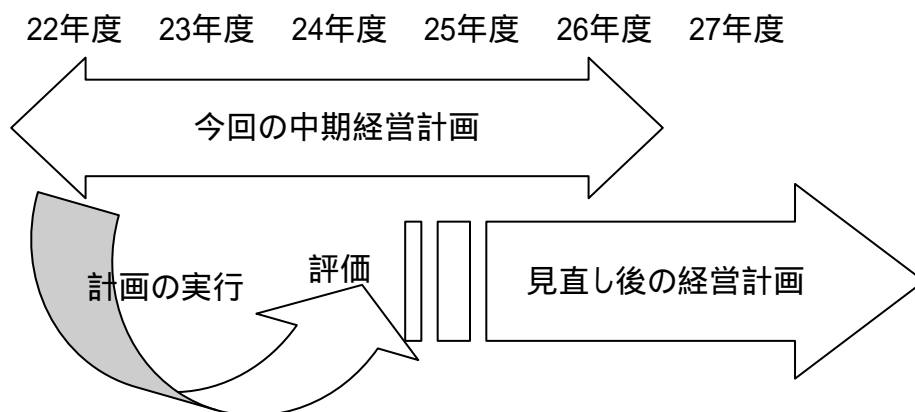 22年度 23年度 24年度 25年度 26年度 27年度
今回の中期経営計画
評価
計画の実行
見直し後の経営計画